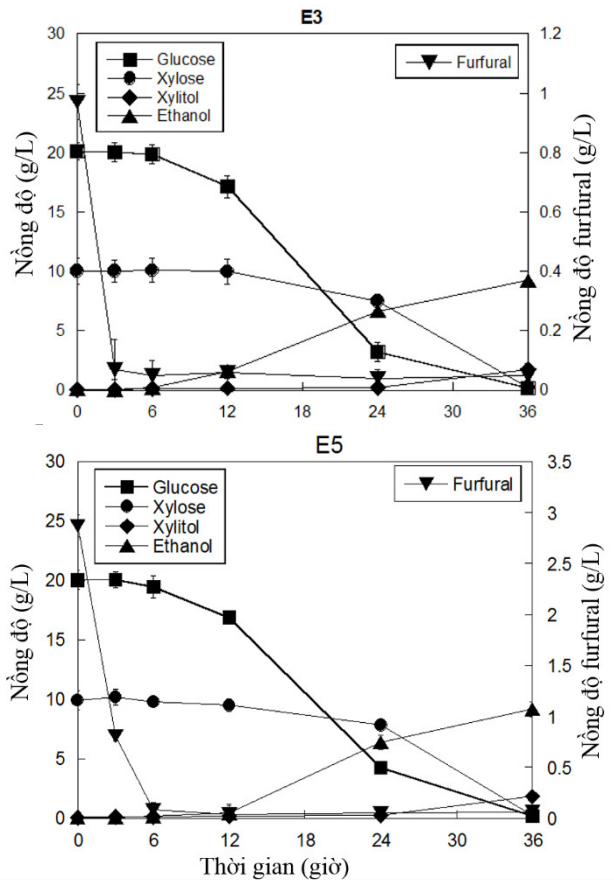 E3
Nồng độ (g/L)
30
25
20
15
10
5
0
Glucose
Xylose
Xylitol
Ethanol
Furfural
1.2
1
0.8
0.6
0.4
0.2
0
Nồng độ furfural (g/L)
0 6 12 18 24 30 36
E5
Nồng độ (g/L)
30
25
20
15
10
5
0
Glucose
Xylose
Xylitol
Ethanol
Furfural
3.5
3
2.5
2
1.5
1
0.5
0
Nồng độ furfural (g/L)
0 6 12 18 24 30 36
Thời gian (giờ)